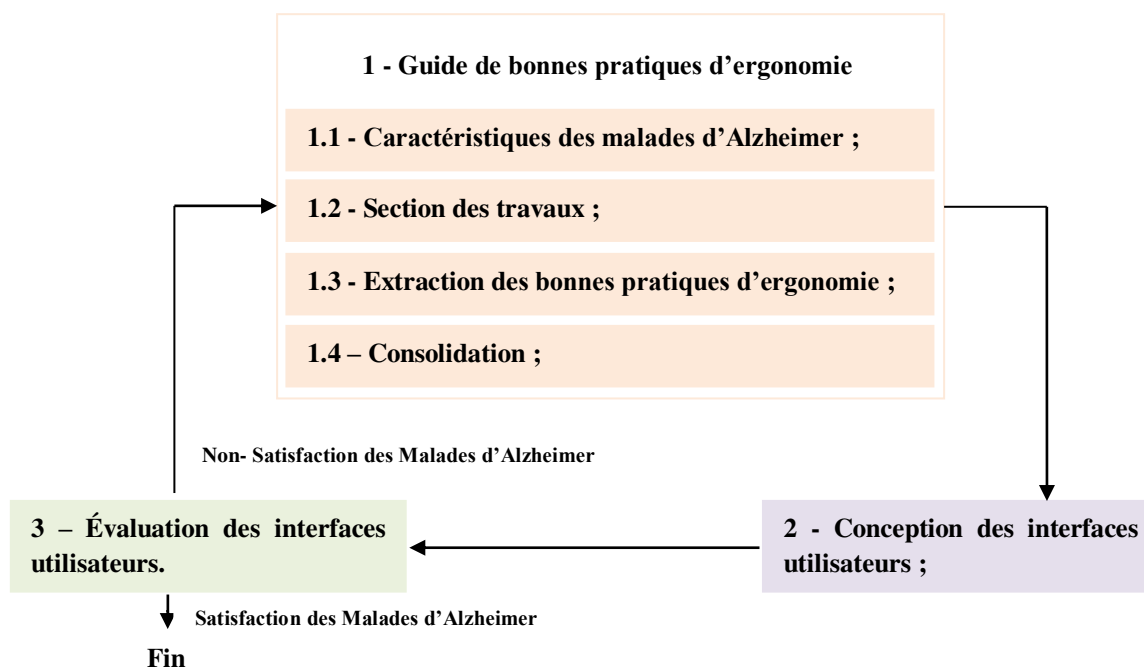 1 - Guide de bonnes pratiques d’ergonomie
1.1 - Caractéristiques des malades d’Alzheimer ;
1.2 - Section des travaux ;
1.3 - Extraction des bonnes pratiques d’ergonomie ;
1.4 – Consolidation ;
Non- Satisfaction des Malades d’Alzheimer
3 – Évaluation des interfaces
utilisateurs.
2 - Conception des interfaces
utilisateurs ;
Satisfaction des Malades d’Alzheimer
Fin